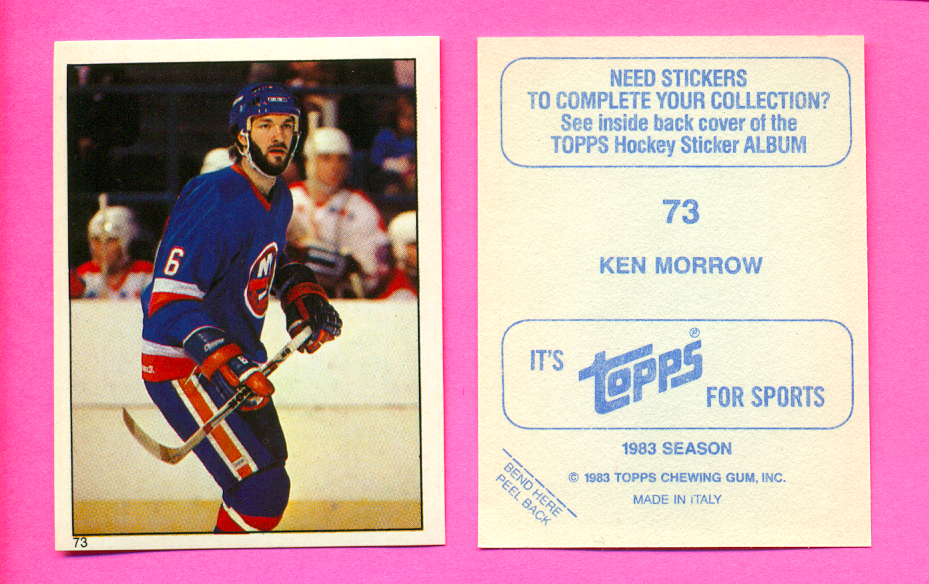 6
73
NEED STICKERS
TO COMPLETE YOUR COLLECTION?
See inside back cover of the
TOPPS Hockey Sticker ALBUM
73
KEN MORROW
IT'S
topps®
FOR SPORTS
1983 SEASON
© 1983 TOPPS CHEWING GUM, INC.
MADE IN ITALY
BEND HERE
PEEL BACK